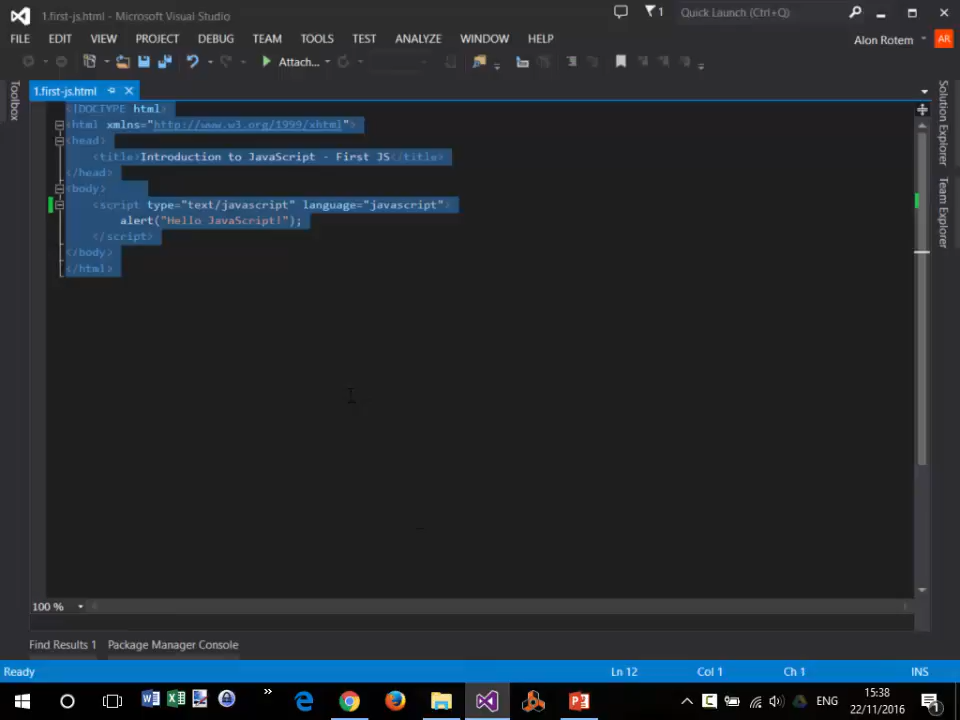 1.first-js.html - Microsoft Visual Studio
1
Quick Launch (Ctrl+Q)
FILE EDIT VIEW PROJECT DEBUG TEAM TOOLS TEST ANALYZE WINDOW HELP
Alon Rotem AR
Attach...
Toolbox
1.first-js.html
Solution Explorer
Team Explorer
<!DOCTYPE html>
<html xmlns="http://www.w3.org/1999/xhtml">
<head>
<title>Introduction to JavaScript - First JS</title>
</head>
<body>
<script type="text/javascript" language="javascript">
alert("Hello JavaScript!");
</script>
</body>
</html>
100 %
Find Results 1 Package Manager Console
Ready Ln 12 Col 1 Ch 1 INS
ENG
15:38
22/11/2016
1